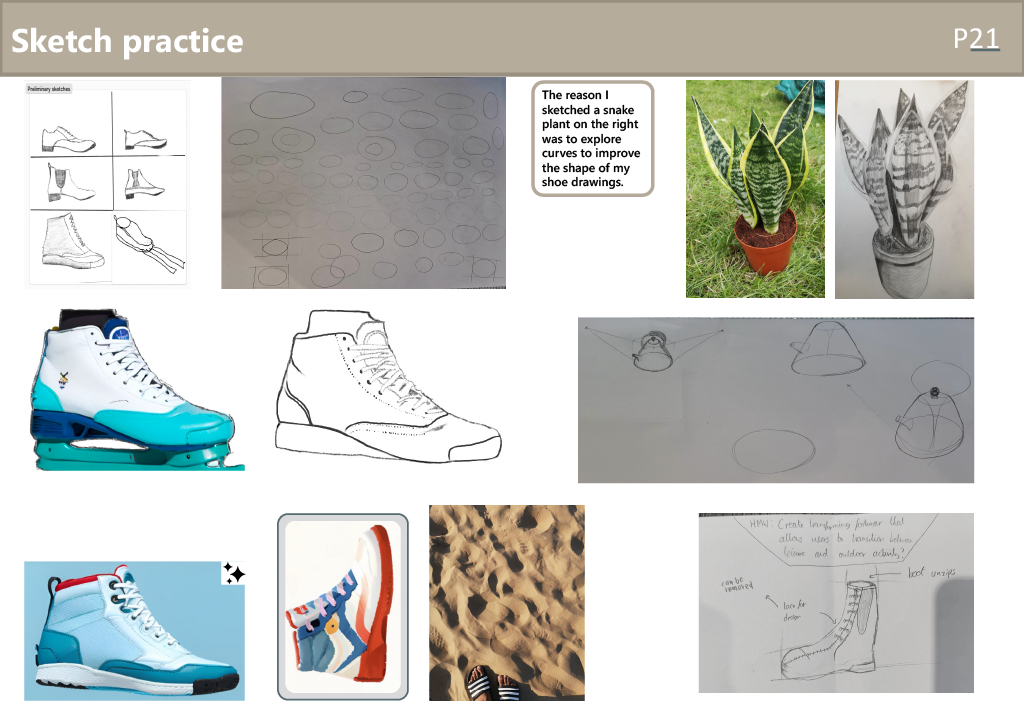 Sketch practice
P21
Preliminary sketches
The reason I
sketched a snake
plant on the right
was to explore
curves to improve
the shape of my
shoe drawings.
HMW: Create transforming footwear that
allows users to transition between
leisure and outdoor activity?
can be
removed
boot unzips
lace for
design